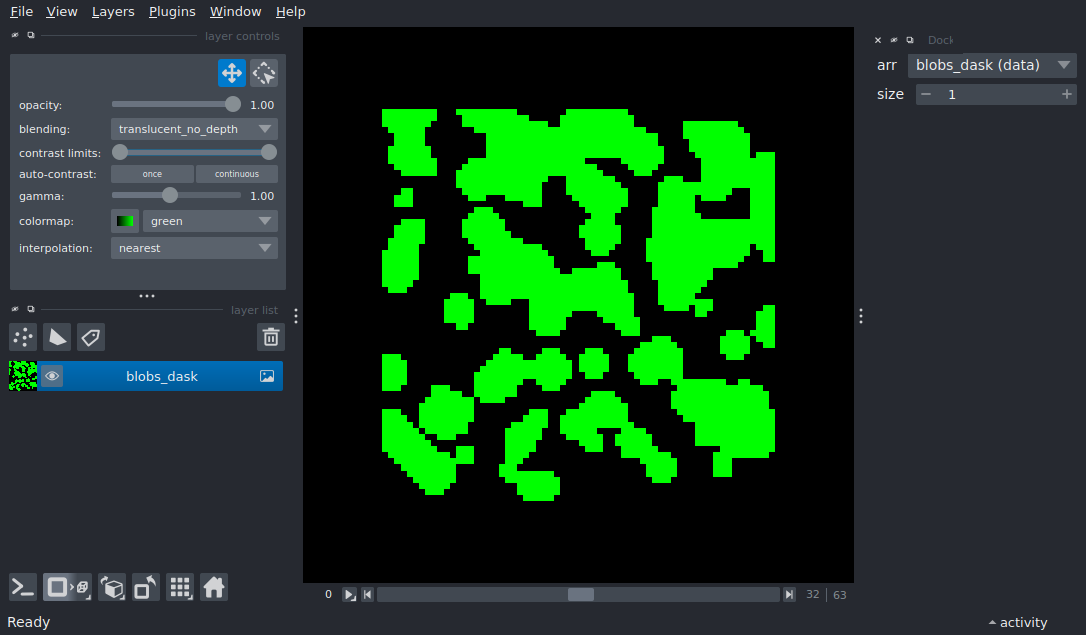 File View Layers Plugins Window Help
layer controls
opacity: 1.00
blending: translucent_no_depth
contrast limits:
auto-contrast: once continuous
gamma: 1.00
colormap: green
interpolation: nearest
layer list
blobs_dask
Dock
arr blobs_dask (data)
size 1
0 32 63
Ready
activity